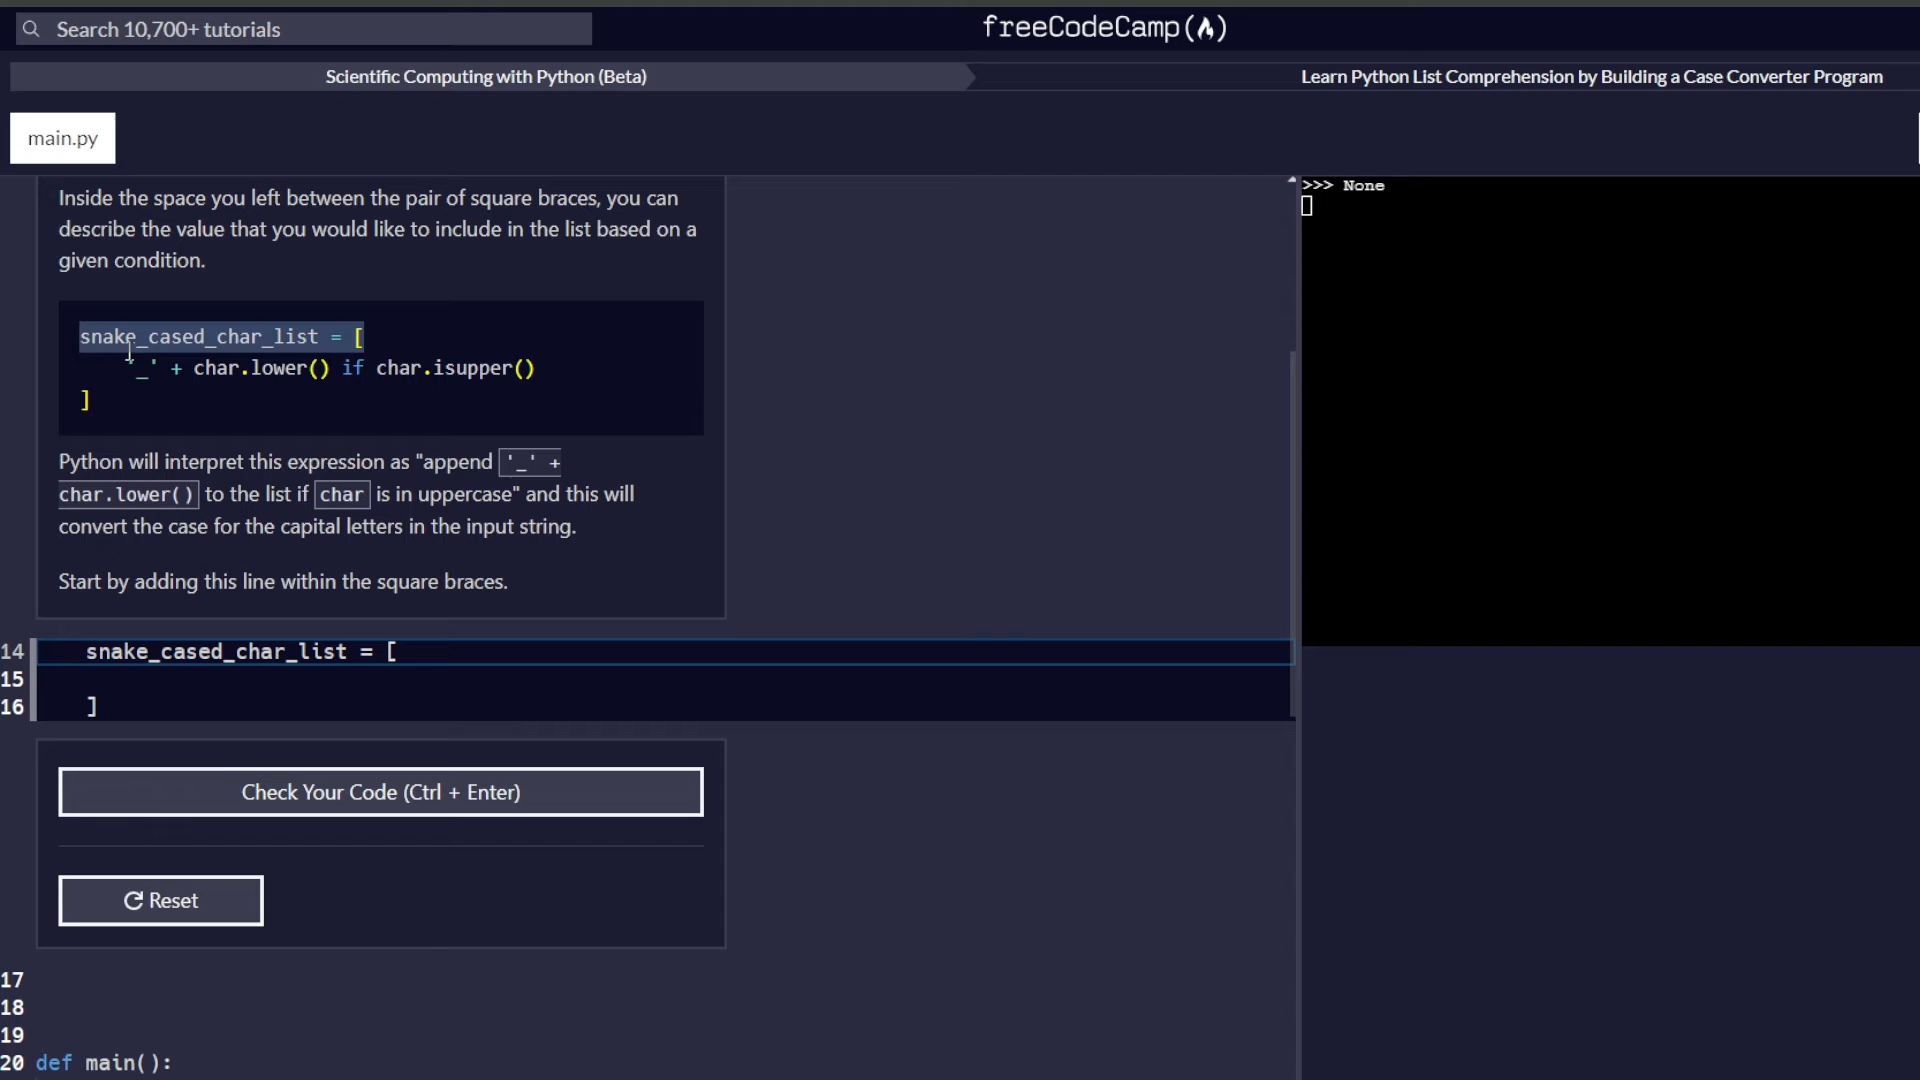 Search 10,700+ tutorials
freeCodeCamp
Scientific Computing with Python (Beta)
Learn Python List Comprehension by Building a Case Converter Program
main.py
Inside the space you left between the pair of square braces, you can
describe the value that you would like to include in the list based on a
given condition.
snake_cased_char_list = [
'_' + char.lower() if char.isupper()
]
Python will interpret this expression as "append '_' +
char.lower() to the list if char is in uppercase" and this will
convert the case for the capital letters in the input string.
Start by adding this line within the square braces.
14 snake_cased_char_list = [
15
16 ]
Check Your Code (Ctrl + Enter)
Reset
17
18
19
20 def main():
>>> None